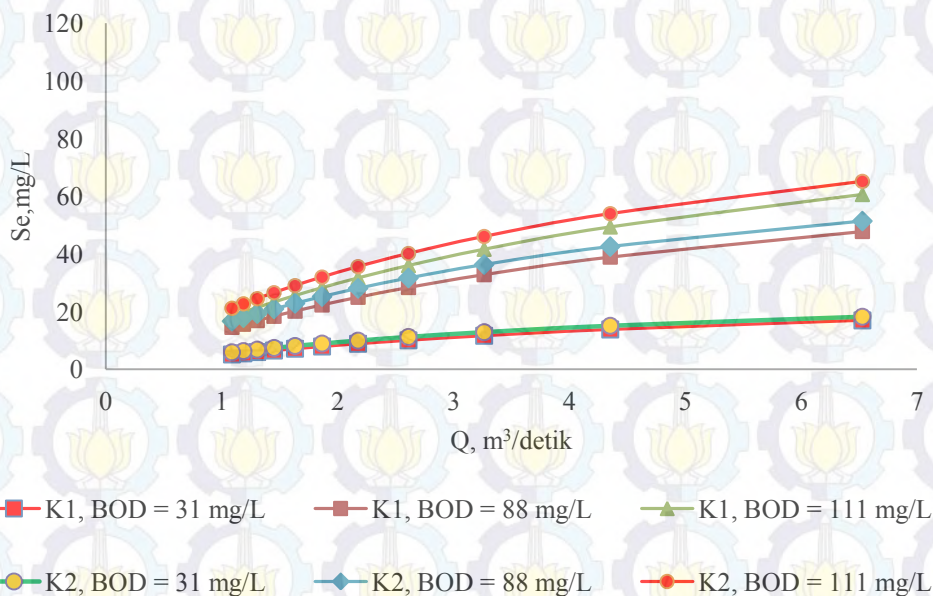 120
100
80
60
40
20
0
Se,mg/L
0 1 2 3 4 5 6 7
Q, m³/detik
K1, BOD = 31 mg/L K1, BOD = 88 mg/L K1, BOD = 111 mg/L
K2, BOD = 31 mg/L K2, BOD = 88 mg/L K2, BOD = 111 mg/L